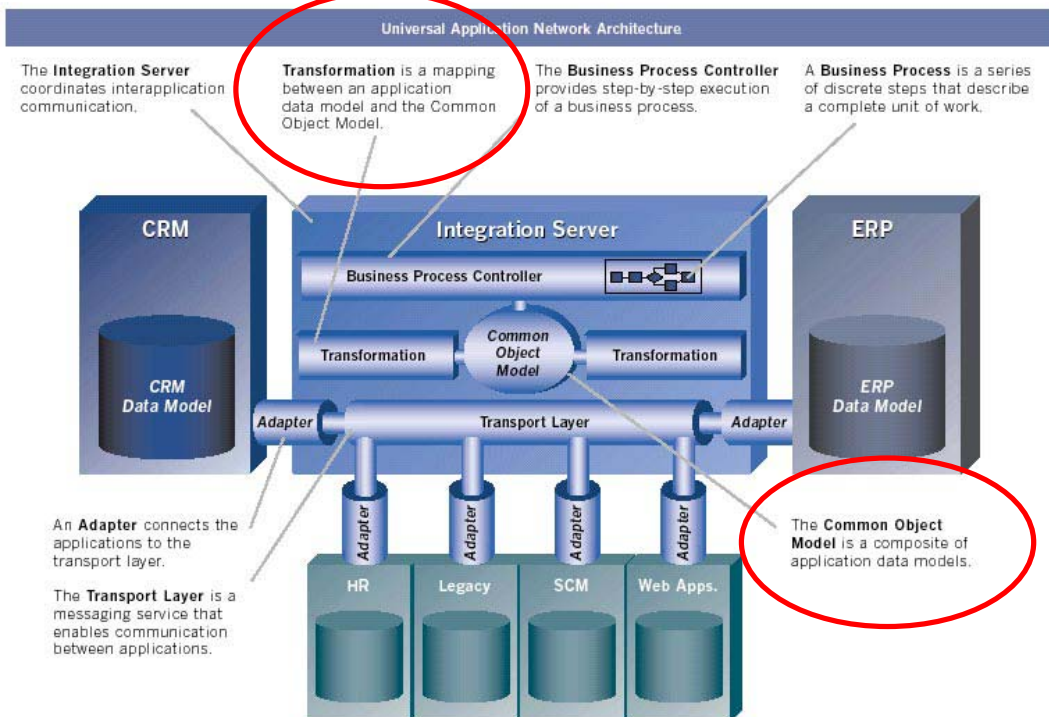 Universal Application Network Architecture
The Integration Server
coordinates interapplication
communication.
Transformation is a mapping
between an application
data model and the Common
Object Model.
The Business Process Controller
provides step-by-step execution
of a business process.
A Business Process is a series
of discrete steps that describe
a complete unit of work.
CRM
Integration Server
ERP
Business Process Controller
Transformation
Common
Object
Model
Transformation
CRM
Data Model
ERP
Data Model
Adapter
Transport Layer
Adapter
Adapter
Adapter
Adapter
Adapter
An Adapter connects the
applications to the
transport layer.
The Transport Layer is a
messaging service that
enables communication
between applications.
HR
Legacy
SCM
Web Apps.
The Common Object
Model is a composite of
application data models.